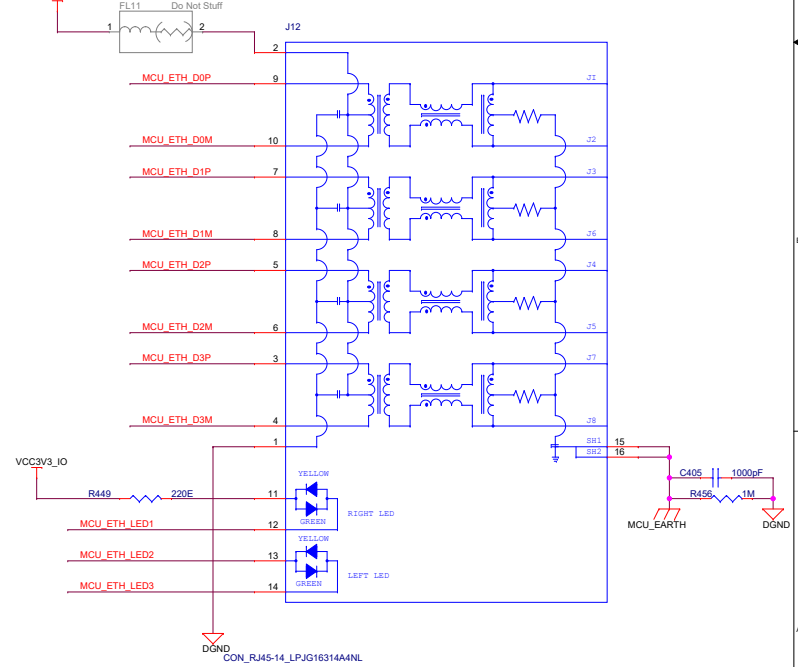 FL11 Do Not Stuff
1 2
J12
2
MCU_ETH_D0P 9 J1
MCU_ETH_D0M 10 J2
MCU_ETH_D1P 7 J3
MCU_ETH_D1M 8 J6
MCU_ETH_D2P 5 J4
MCU_ETH_D2M 6 J5
MCU_ETH_D3P 3 J7
MCU_ETH_D3M 4 J8
1 SH1 15
SH2 16
VCC3V3_IO
YELLOW
C405 1000pF
R449 220E 11
R456 1M
RIGHT LED
GREEN
MCU_ETH_LED1 12
MCU_EARTH DGND
YELLOW
MCU_ETH_LED2 13
LEFT LED
GREEN
MCU_ETH_LED3 14
DGND
CON_RJ45-14_LPJG16314A4NL